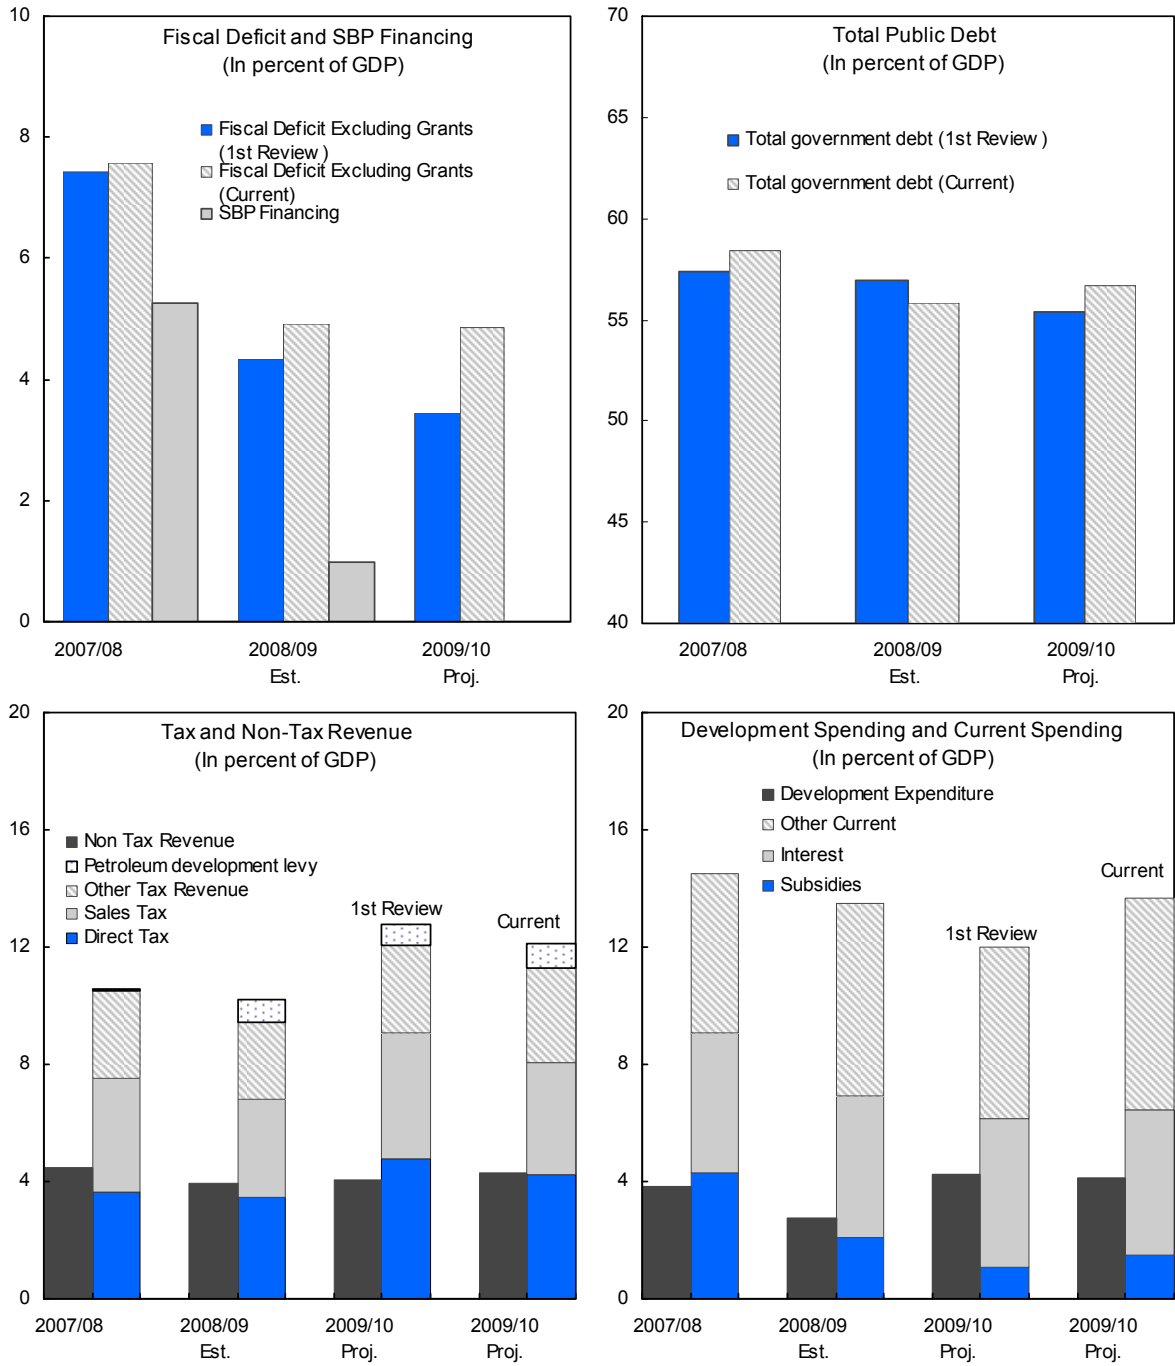 Fiscal Deficit and SBP Financing
(In percent of GDP)
10
8
6
4
2
0
Fiscal Deficit Excluding Grants
(1st Review)
Fiscal Deficit Excluding Grants
(Current)
SBP Financing
2007/08
2008/09
Est.
2009/10
Proj.
Total Public Debt
(In percent of GDP)
70
65
60
55
50
45
40
Total government debt (1st Review)
Total government debt (Current)
2007/08
2008/09
Est.
2009/10
Proj.
Tax and Non-Tax Revenue
(In percent of GDP)
20
16
12
8
4
0
Non Tax Revenue
Petroleum development levy
Other Tax Revenue
Sales Tax
Direct Tax
1st Review
Current
2007/08
2008/09
Est.
2009/10
Proj.
2009/10
Proj.
Development Spending and Current Spending
(In percent of GDP)
20
16
12
8
4
0
Development Expenditure
Other Current
Interest
Subsidies
Current
1st Review
2007/08
2008/09
Est.
2009/10
Proj.
2009/10
Proj.